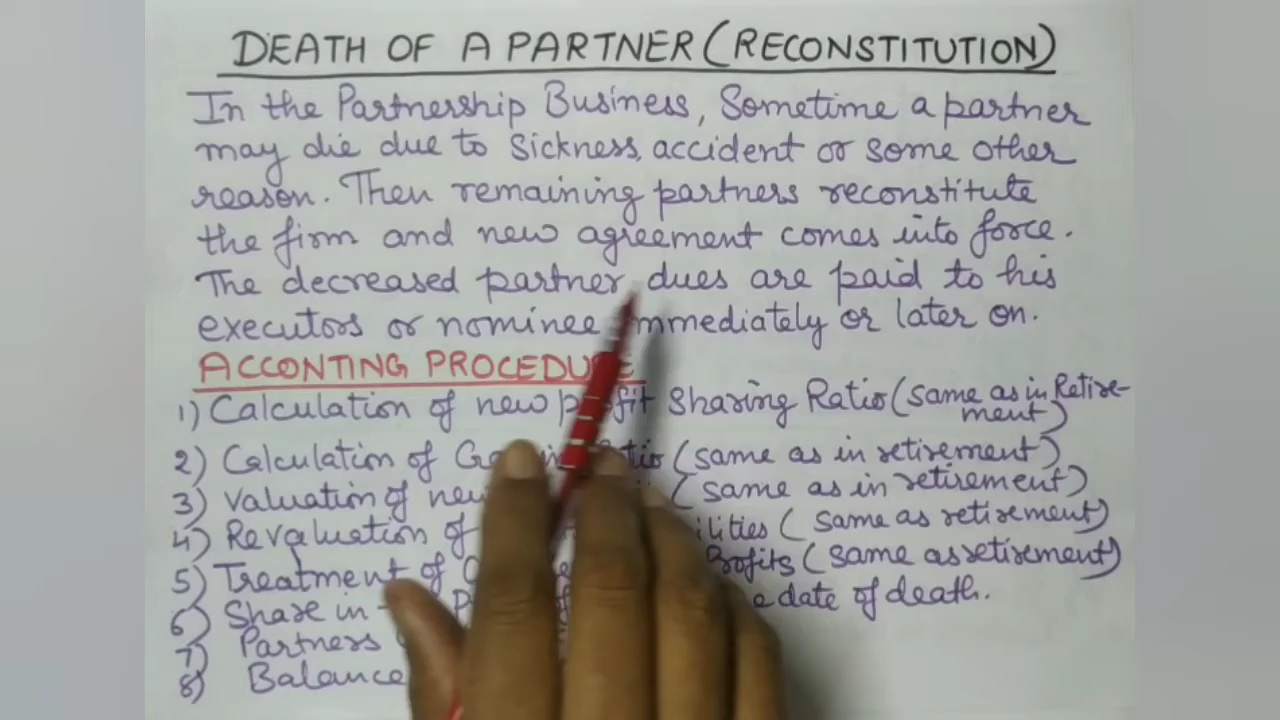 DEATH OF A PARTNER (RECONSTITUTION)
In the Partnership Business, Sometime a partner
may die due to Sickness, accident or some other
reason. Then remaining partners reconstitute
the firm and new agreement comes into force.
The decreased partner dues are paid to his
executors or nominee immediately or later on.
ACCONTING PROCEDURE
1) Calculation of new profit Sharing Ratio (same as in Retire-
ment)
2) Calculation of (same as in retirement)
3) Valuation of (same as in retirement)
4) Revaluation of (same as retirement)
5) Treatment of (same as retirement)
6) Share in date of death.
7) Partners
8) Balance